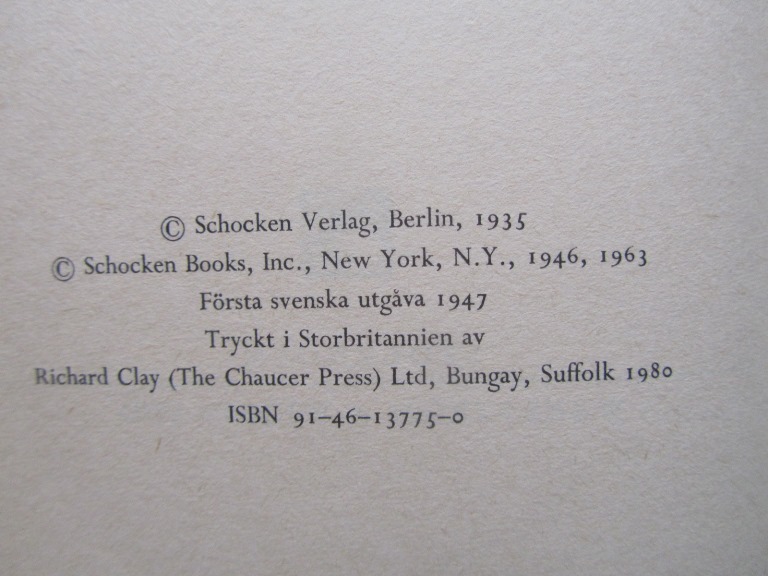 © Schocken Verlag, Berlin, 1935
© Schocken Books, Inc., New York, N.Y., 1946, 1963
Första svenska utgåva 1947
Tryckt i Storbritannien av
Richard Clay (The Chaucer Press) Ltd, Bungay, Suffolk 1980
ISBN 91–46–13775–0